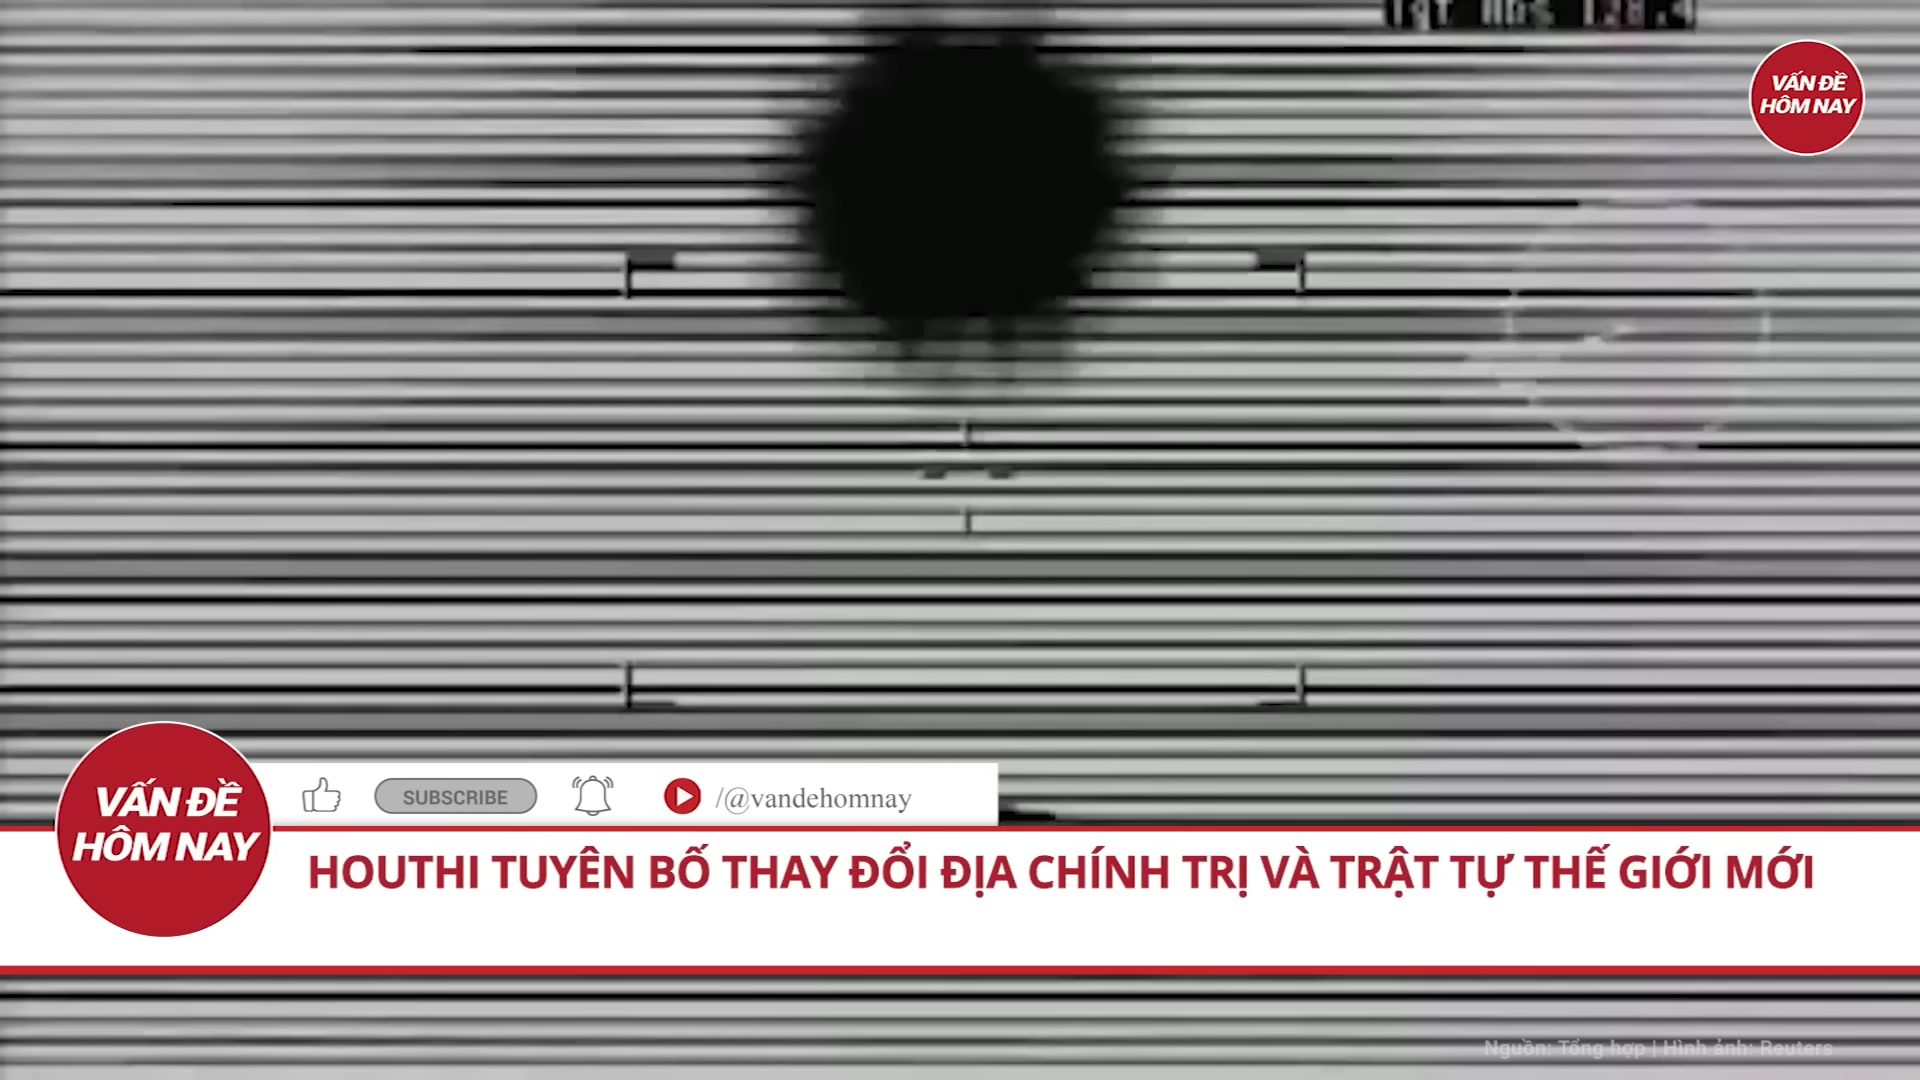 VẤN ĐỀ
HÔM NAY
VẤN ĐỀ
HÔM NAY
SUBSCRIBE
/@vandehomnay
HOUTHI TUYÊN BỐ THAY ĐỔI ĐỊA CHÍNH TRỊ VÀ TRẬT TỰ THẾ GIỚI MỚI
Nguồn: Tổng hợp | Hình ảnh: Reuters